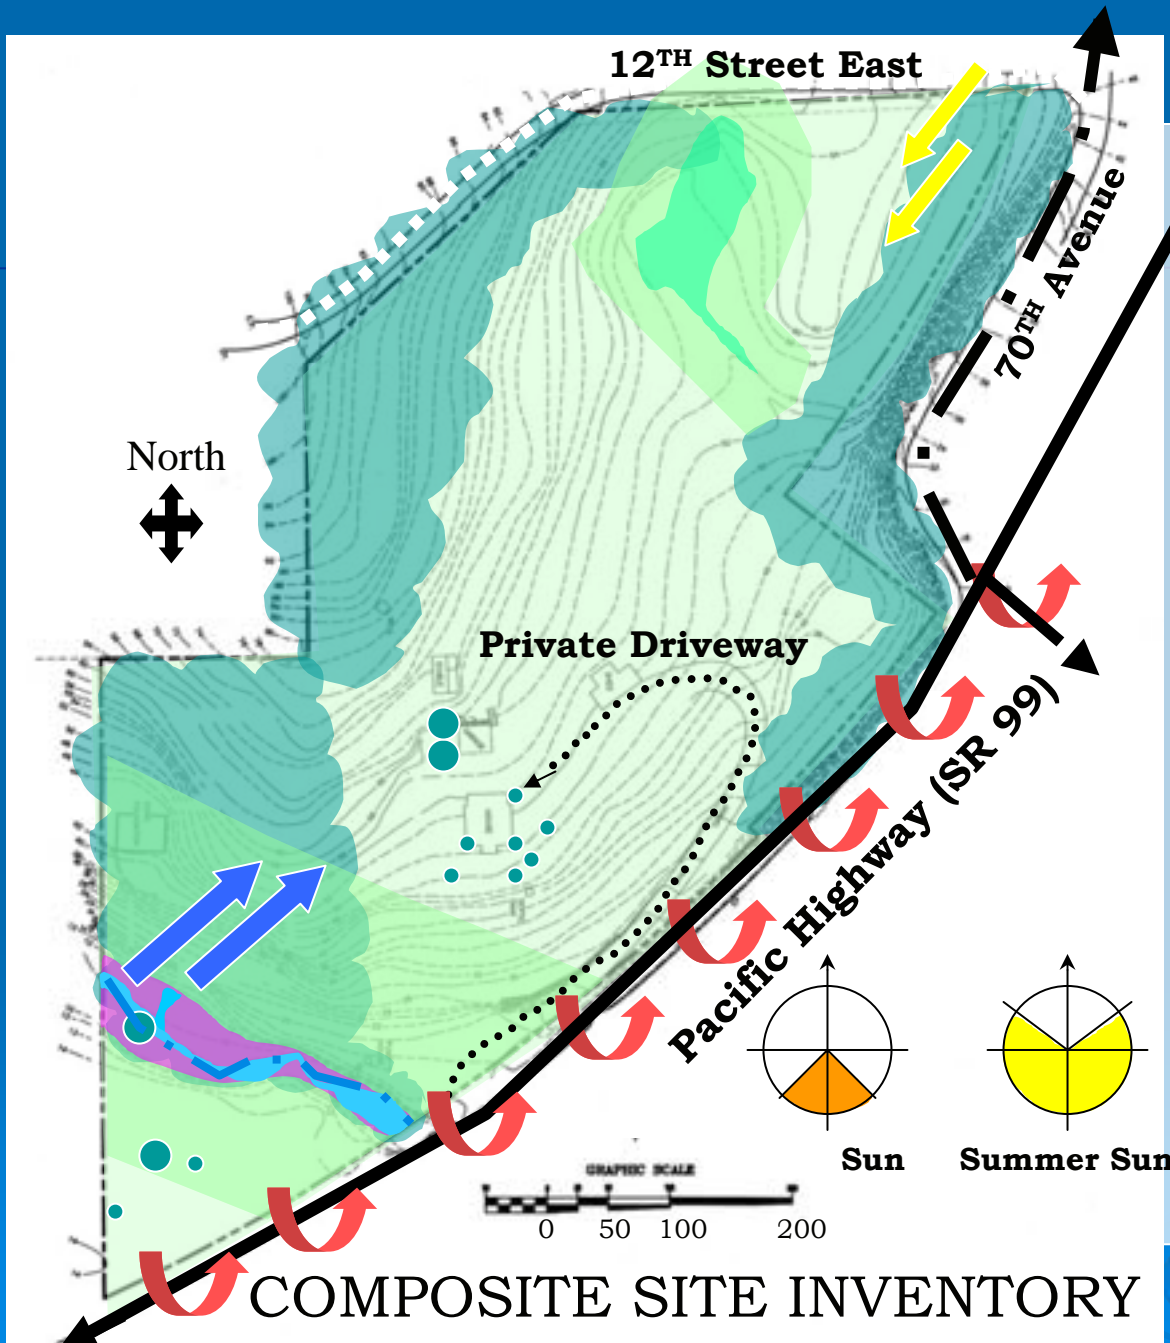 12TH Street East
70TH Avenue
North
Private Driveway
Pacific Highway (SR 99)
Sun
Summer Sun
GRAPHIC SCALE
0 50 100 200
COMPOSITE SITE INVENTORY